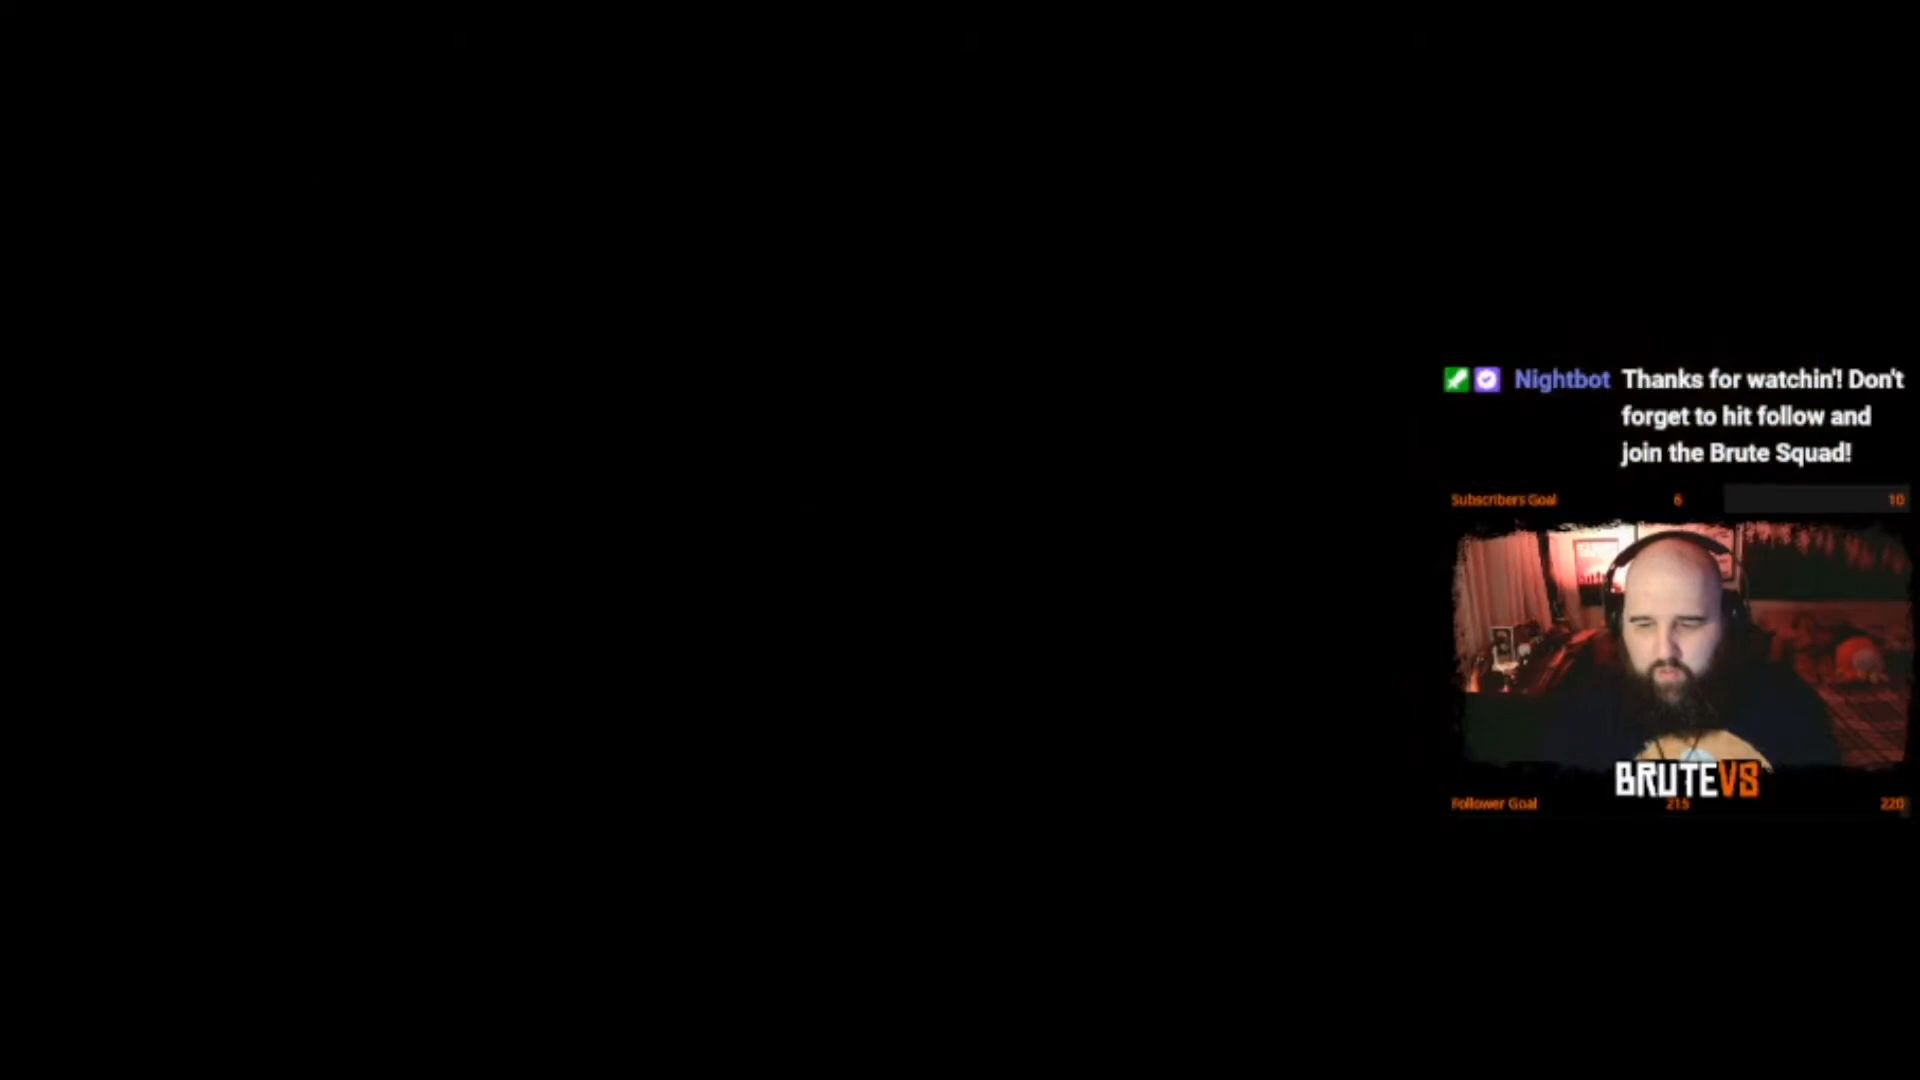 Nightbot Thanks for watchin'! Don't
forget to hit follow and
join the Brute Squad!
Subscribers Goal 6 10
BRUTEVS
Follower Goal 215 220